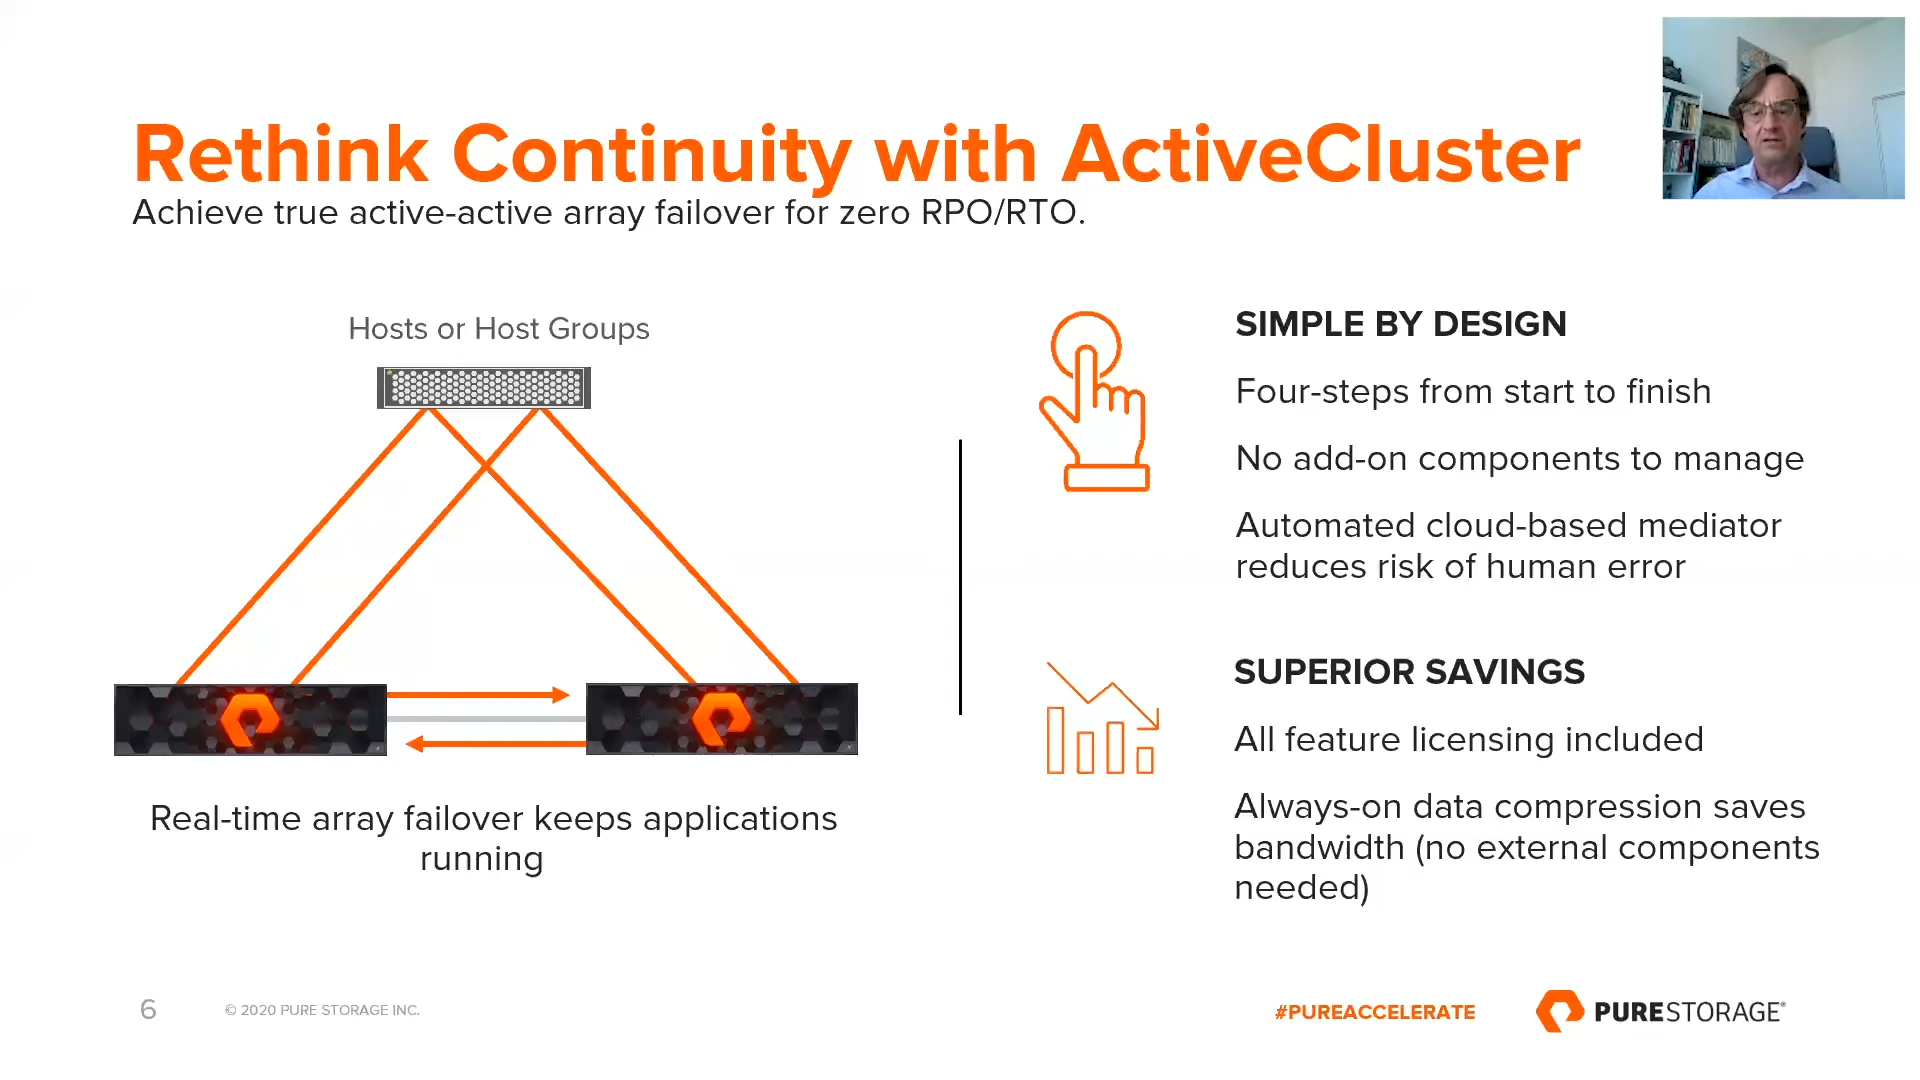 Rethink Continuity with ActiveCluster
Achieve true active-active array failover for zero RPO/RTO.
Hosts or Host Groups
Real-time array failover keeps applications
running
SIMPLE BY DESIGN
Four-steps from start to finish
No add-on components to manage
Automated cloud-based mediator
reduces risk of human error
SUPERIOR SAVINGS
All feature licensing included
Always-on data compression saves
bandwidth (no external components
needed)
6
© 2020 PURE STORAGE INC.
#PUREACCELERATE
PURESTORAGE®